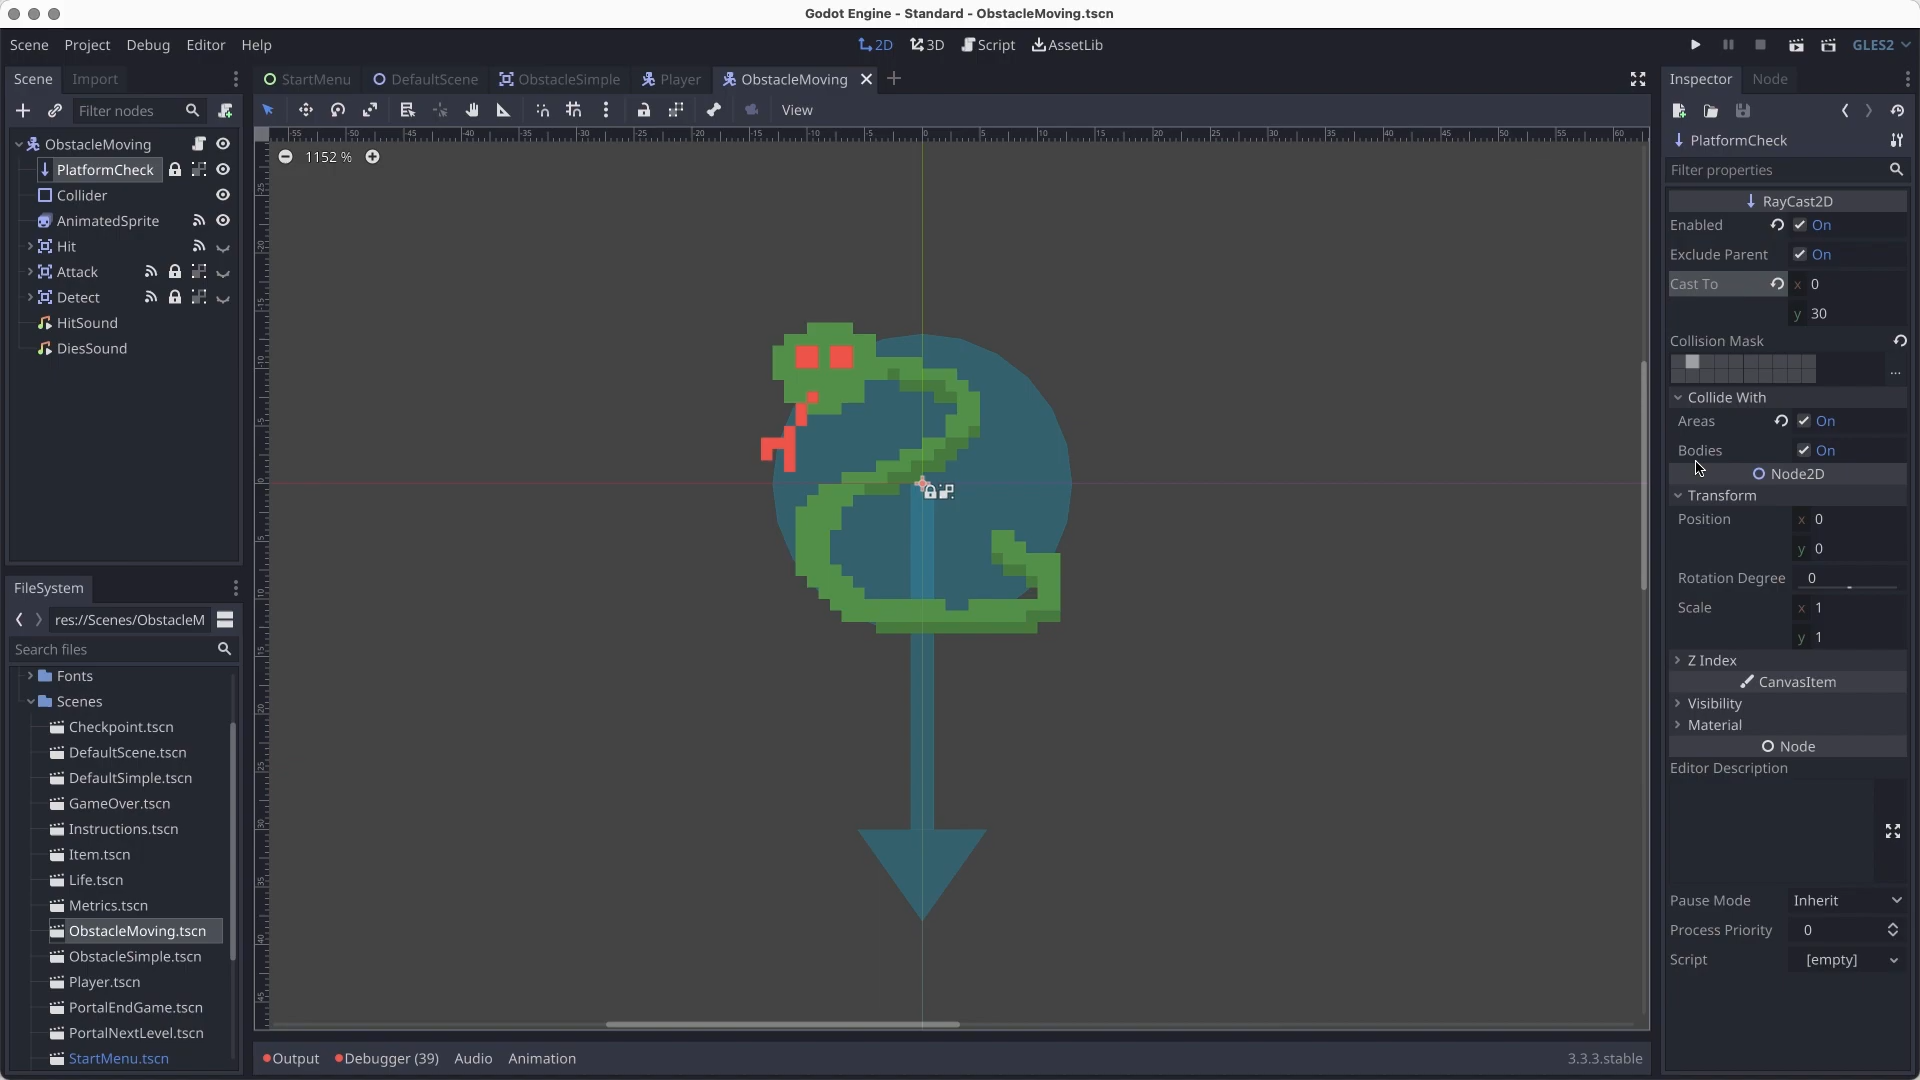 Godot Engine - Standard - ObstacleMoving.tscn
Scene Project Debug Editor Help
2D 3D Script AssetLib
GLES2
Scene Import
StartMenu DefaultScene ObstacleSimple Player ObstacleMoving
Inspector Node
Filter nodes
View
ObstacleMoving
PlatformCheck
Collider
AnimatedSprite
Hit
Attack
Detect
HitSound
DiesSound
1152 %
FileSystem
res://Scenes/ObstacleM
Search files
Fonts
Scenes
Checkpoint.tscn
DefaultScene.tscn
DefaultSimple.tscn
GameOver.tscn
Instructions.tscn
Item.tscn
Life.tscn
Metrics.tscn
ObstacleMoving.tscn
ObstacleSimple.tscn
Player.tscn
PortalEndGame.tscn
PortalNextLevel.tscn
StartMenu.tscn
Output Debugger (39) Audio Animation
3.3.3.stable
PlatformCheck
Filter properties
RayCast2D
Enabled On
Exclude Parent On
Cast To x 0
y 30
Collision Mask
...
Collide With
Areas On
Bodies On
Node2D
Transform
Position x 0
y 0
Rotation Degree 0
Scale x 1
y 1
Z Index
CanvasItem
Visibility
Material
Node
Editor Description
Pause Mode Inherit
Process Priority 0
Script [empty]